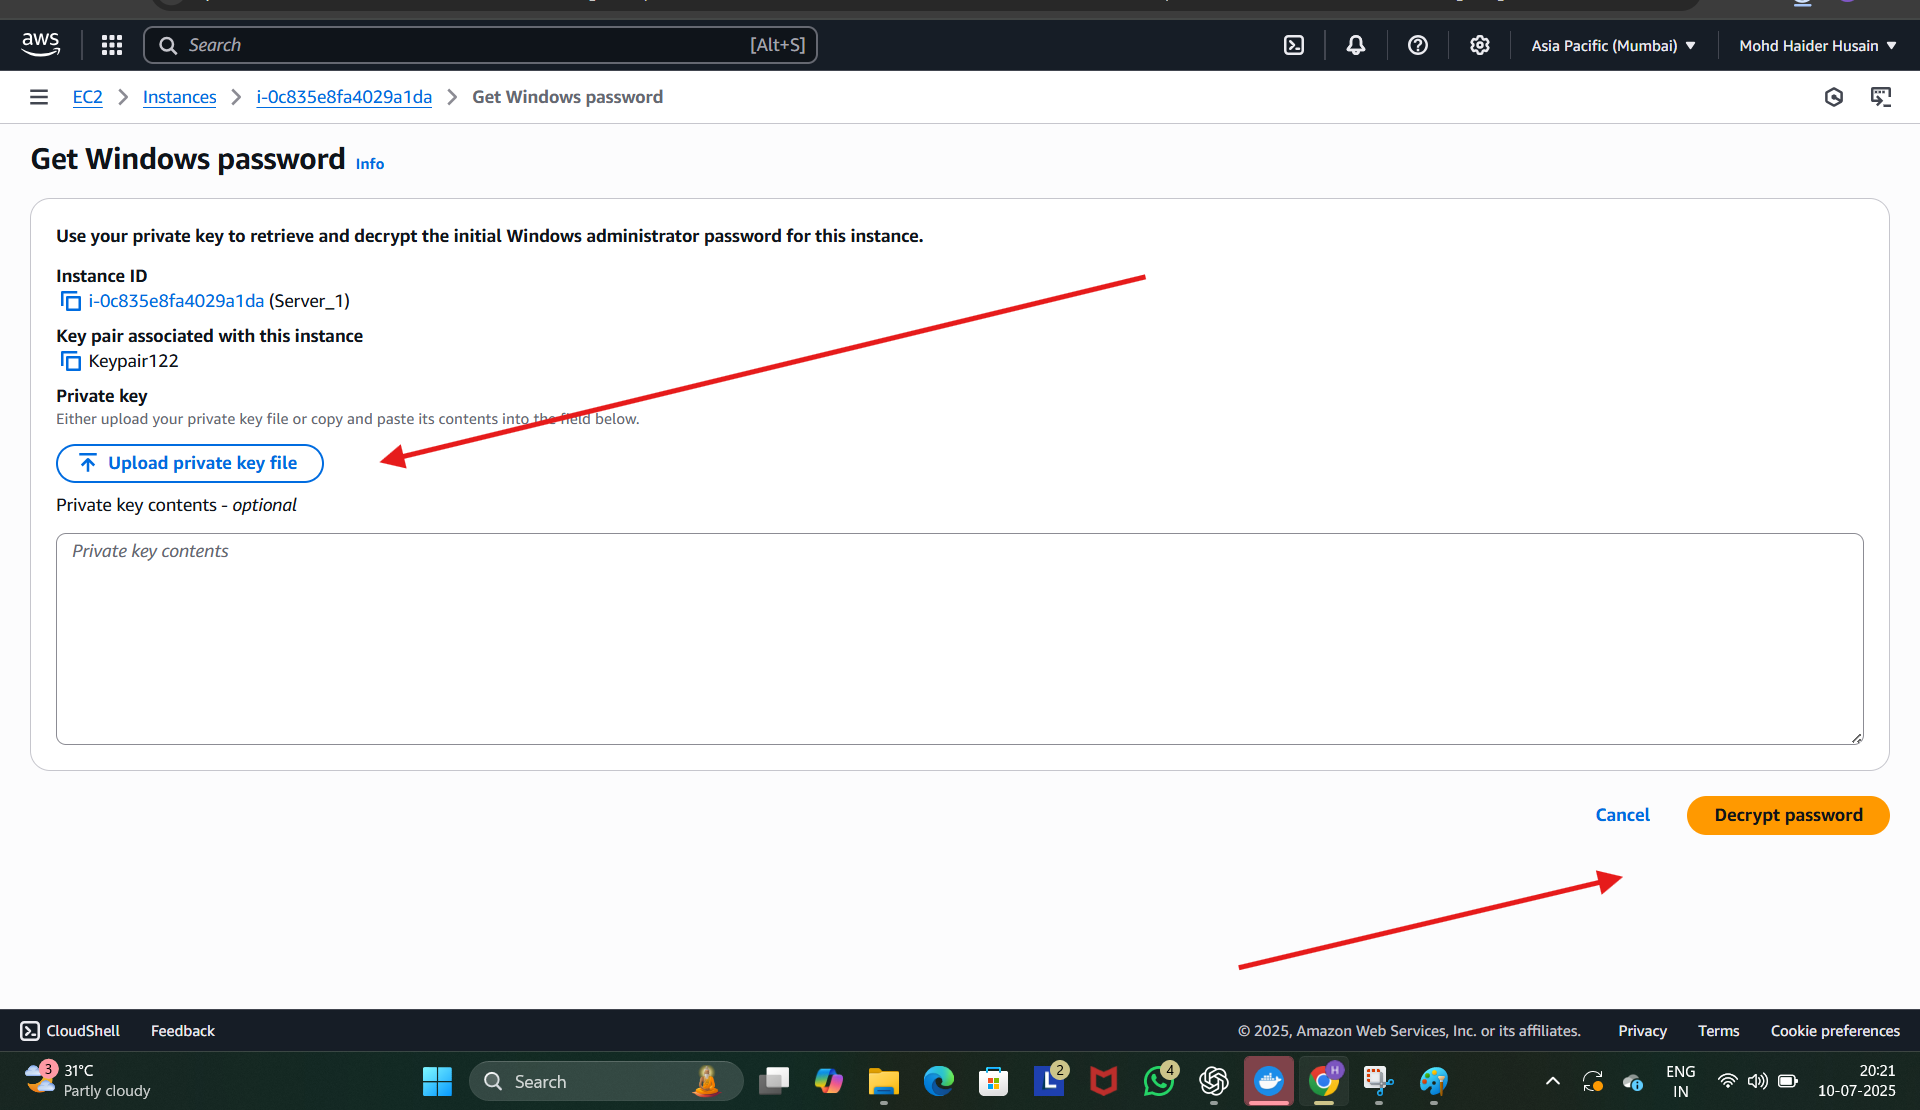 aws
Search [Alt+S]
Asia Pacific (Mumbai)
Mohd Haider Husain
EC2 > Instances > i-0c835e8fa4029a1da > Get Windows password
Get Windows password Info
Use your private key to retrieve and decrypt the initial Windows administrator password for this instance.
Instance ID
i-0c835e8fa4029a1da (Server_1)
Key pair associated with this instance
Keypair122
Private key
Either upload your private key file or copy and paste its contents into the field below.
Upload private key file
Private key contents - optional
Private key contents
Cancel
Decrypt password
CloudShell Feedback
© 2025, Amazon Web Services, Inc. or its affiliates. Privacy Terms Cookie preferences
3
31°C
Partly cloudy
Search
L
2
4
H
ENG
IN
20:21
10-07-2025